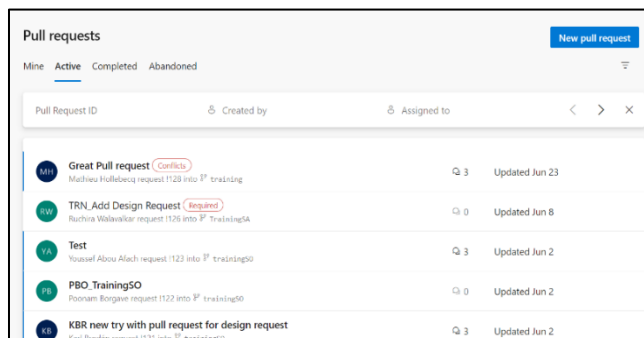 Pull requests
New pull request
Mine Active Completed Abandoned
Pull Request ID Created by Assigned to
MH Great Pull request Conflicts
Mathieu Hollebecq request !128 into training
3 Updated Jun 23
RW TRN_Add Design Request Required
Ruchira Walavalkar request !126 into TrainingSA
0 Updated Jun 8
YA Test
Youssef Abou Afach request !123 into trainingSO
3 Updated Jun 2
PB PBO_TrainingSO
Poonam Borgave request !122 into trainingSO
0 Updated Jun 2
KB KBR new try with pull request for design request
3 Updated Jun 2